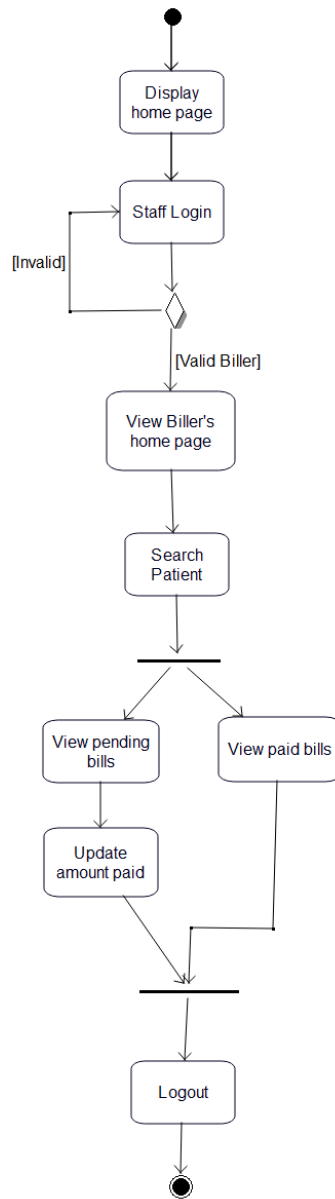 Display
home page
Staff Login
[Invalid]
[Valid Biller]
View Biller's
home page
Search
Patient
View pending
bills
View paid bills
Update
amount paid
Logout